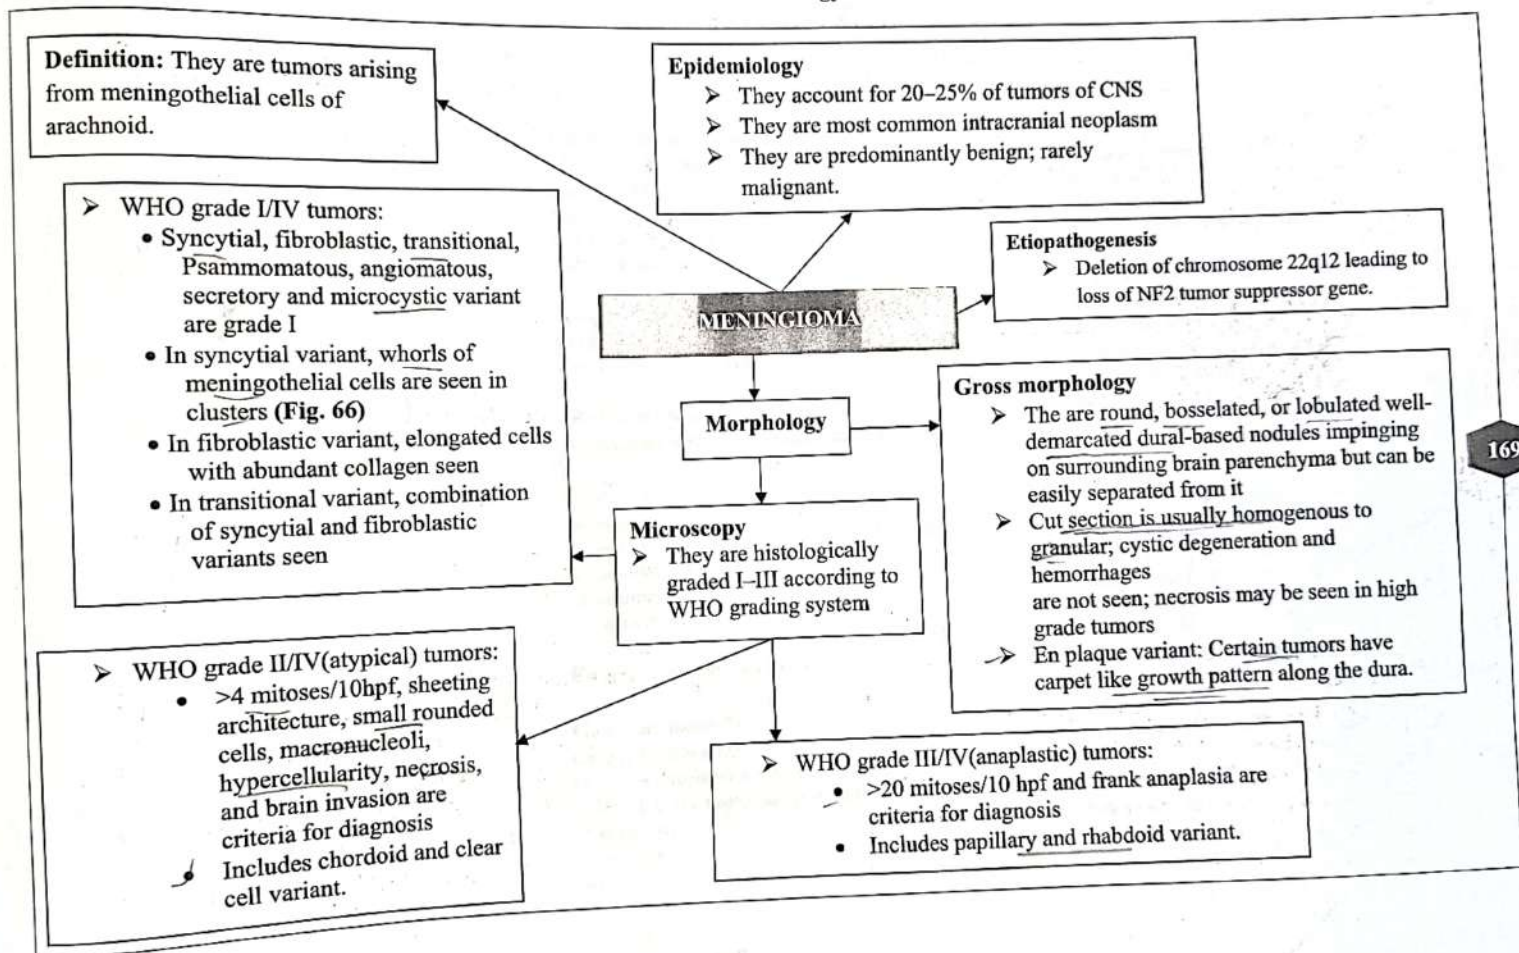 Definition: They are tumors arising
from meningothelial cells of
arachnoid.
Epidemiology
➢ They account for 20–25% of tumors of CNS
➢ They are most common intracranial neoplasm
➢ They are predominantly benign; rarely
malignant.
Etiopathogenesis
➢ Deletion of chromosome 22q12 leading to
loss of NF2 tumor suppressor gene.
MENINGIOMA
Morphology
Gross morphology
➢ The are round, bosselated, or lobulated well-
demarcated dural-based nodules impinging
on surrounding brain parenchyma but can be
easily separated from it
➢ Cut section is usually homogenous to
granular; cystic degeneration and
hemorrhages
are not seen; necrosis may be seen in high
grade tumors
➢ En plaque variant: Certain tumors have
carpet like growth pattern along the dura.
Microscopy
➢ They are histologically
graded I–III according to
WHO grading system
➢ WHO grade I/IV tumors:
• Syncytial, fibroblastic, transitional,
Psammomatous, angiomatous,
secretory and microcystic variant
are grade I
• In syncytial variant, whorls of
meningothelial cells are seen in
clusters (Fig. 66)
• In fibroblastic variant, elongated cells
with abundant collagen seen
• In transitional variant, combination
of syncytial and fibroblastic
variants seen
➢ WHO grade II/IV(atypical) tumors:
• >4 mitoses/10hpf, sheeting
architecture, small rounded
cells, macronucleoli,
hypercellularity, necrosis,
and brain invasion are
criteria for diagnosis
• Includes chordoid and clear
cell variant.
➢ WHO grade III/IV(anaplastic) tumors:
• >20 mitoses/10 hpf and frank anaplasia are
criteria for diagnosis
• Includes papillary and rhabdoid variant.
169